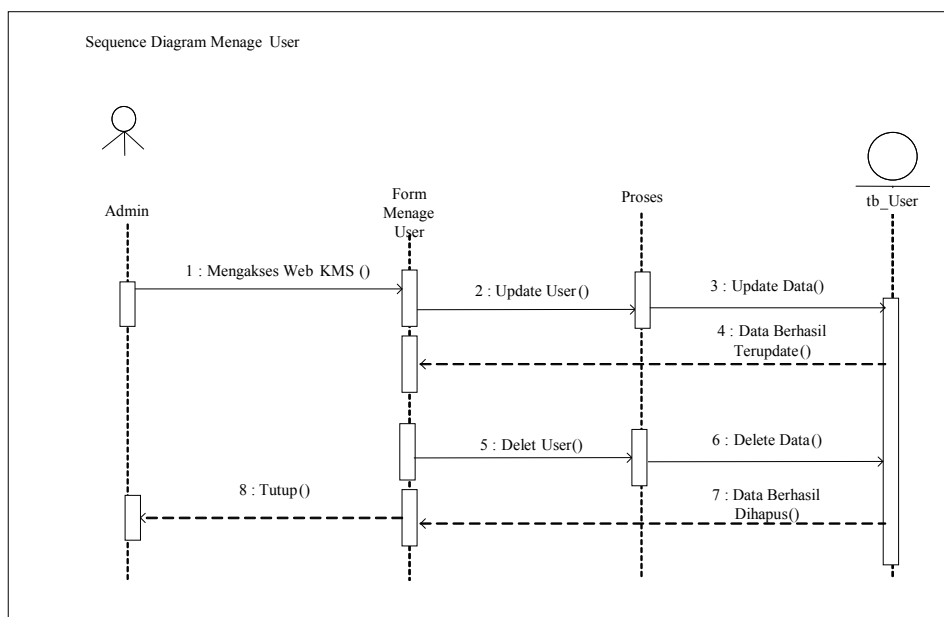 Sequence Diagram Menage User
Admin
Form
Menage
User
Proses
tb_User
1 : Mengakses Web KMS ()
2 : Update User()
3 : Update Data()
4 : Data Berhasil
Terupdate()
5 : Delet User()
6 : Delete Data()
7 : Data Berhasil
Dihapus()
8 : Tutup()